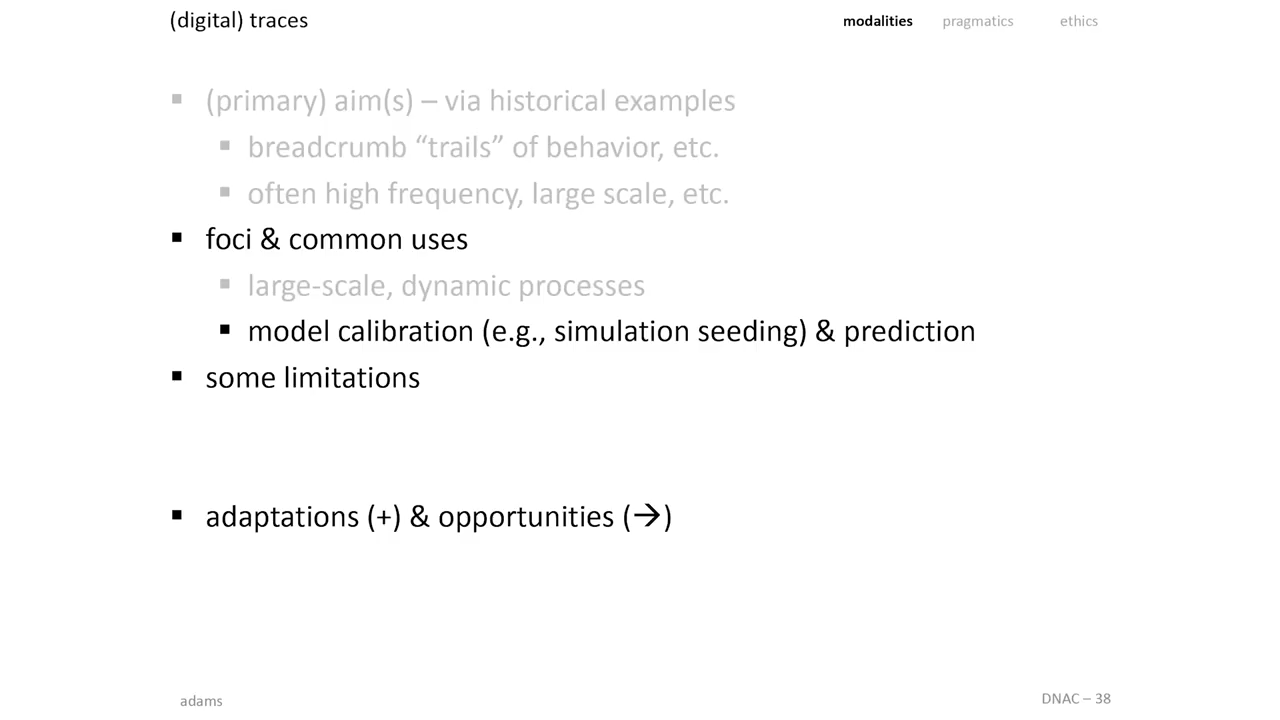 (digital) traces
modalities pragmatics ethics
▪ (primary) aim(s) – via historical examples
▪ breadcrumb “trails” of behavior, etc.
▪ often high frequency, large scale, etc.
▪ foci & common uses
▪ large-scale, dynamic processes
▪ model calibration (e.g., simulation seeding) & prediction
▪ some limitations
▪ adaptations (+) & opportunities (→)
adams
DNAC – 38